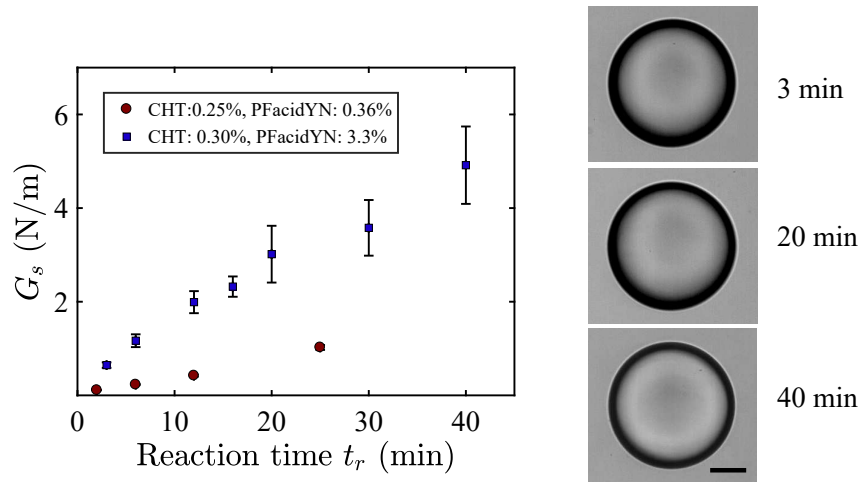 CHT:0.25%, PFacidYN: 0.36%
CHT: 0.30%, PFacidYN: 3.3%
6
4
2
G_s (N/m)
0 10 20 30 40
Reaction time t_r (min)
3 min
20 min
40 min